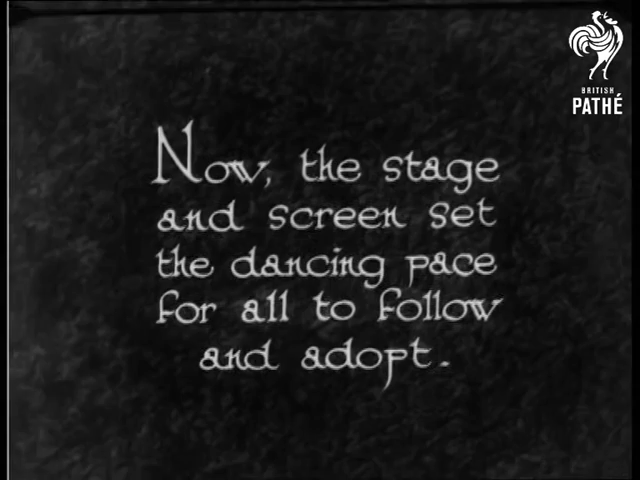 BRITISH
PATHÉ
Now, the stage
and screen set
the dancing pace
for all to follow
and adopt.